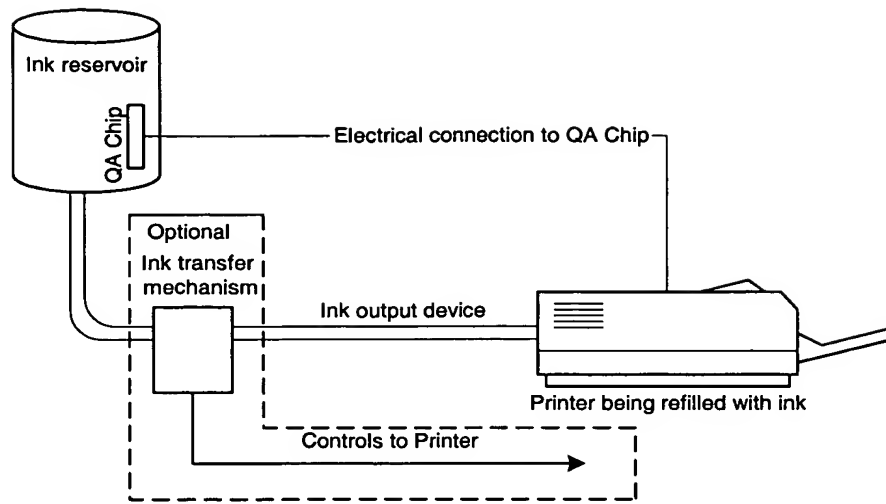 Ink reservoir
QA Chip
Electrical connection to QA Chip
Optional
Ink transfer
mechanism
Ink output device
Printer being refilled with ink
Controls to Printer